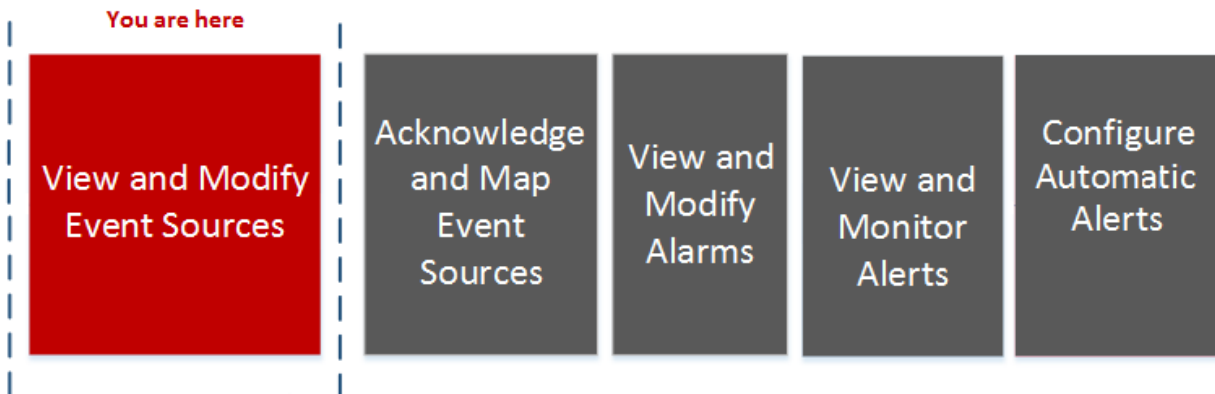 You are here
View and Modify
Event Sources
Acknowledge
and Map
Event
Sources
View and
Modify
Alarms
View and
Monitor
Alerts
Configure
Automatic
Alerts